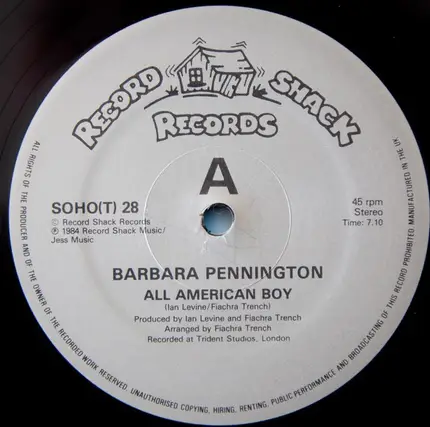 RECORD SHACK
RECORDS
A
SOHO(T) 28
© Record Shack Records
℗ 1984 Record Shack Music/
Jess Music
45 rpm
Stereo
Time: 7.10
BARBARA PENNINGTON
ALL AMERICAN BOY
(Ian Levine/Fiachra Trench)
Produced by Ian Levine and Fiachra Trench
Arranged by Fiachra Trench
Recorded at Trident Studios, London
ALL RIGHTS OF THE PRODUCER AND OF THE OWNER OF THE RECORDED WORK RESERVED. UNAUTHORISED COPYING, HIRING, RENTING, PUBLIC PERFORMANCE AND BROADCASTING OF THIS RECORD PROHIBITED. MANUFACTURED IN THE UK.